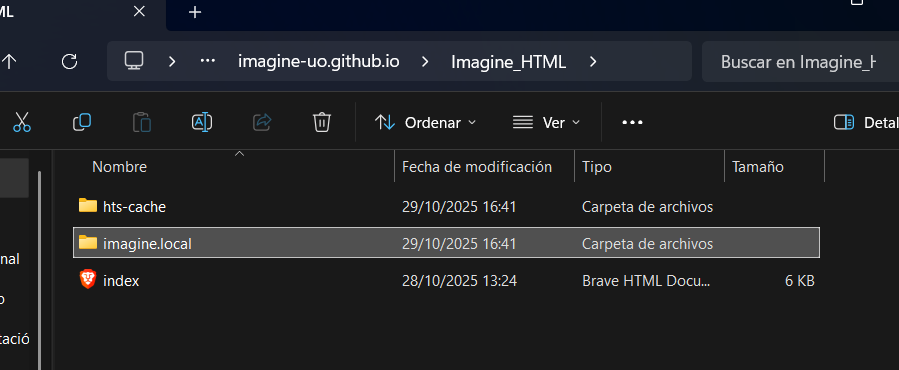 ML
imagine-uo.github.io
Imagine_HTML
Buscar en Imagine_H
Ordenar
Ver
Detal
Nombre
Fecha de modificación
Tipo
Tamaño
hts-cache
29/10/2025 16:41
Carpeta de archivos
imagine.local
29/10/2025 16:41
Carpeta de archivos
nal
index
28/10/2025 13:24
Brave HTML Docu...
6 KB
o
tació